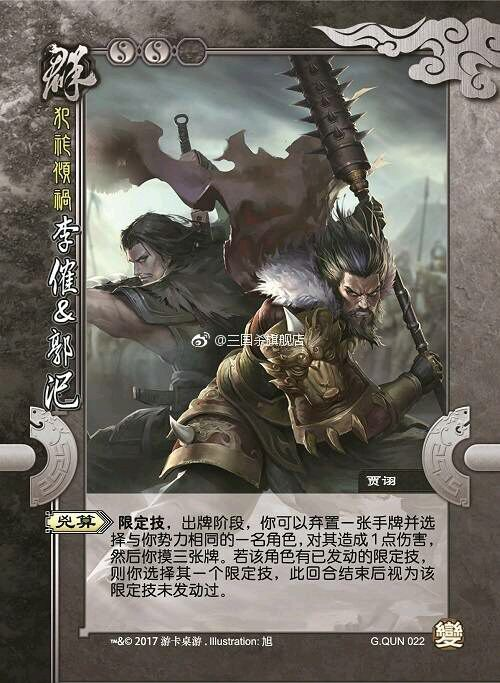 群
犯祚倾祸
李傕&郭汜
@三国杀旗舰店
贾诩
兇算
限定技，出牌阶段，你可以弃置一张手牌并选
择与你势力相同的一名角色，对其造成1点伤害，
然后你摸三张牌。若该角色有已发动的限定技，
则你选择其一个限定技，此回合结束后视为该
限定技未发动过。
™&© 2017 游卡桌游 . Illustration: 旭
G.QUN 022
變